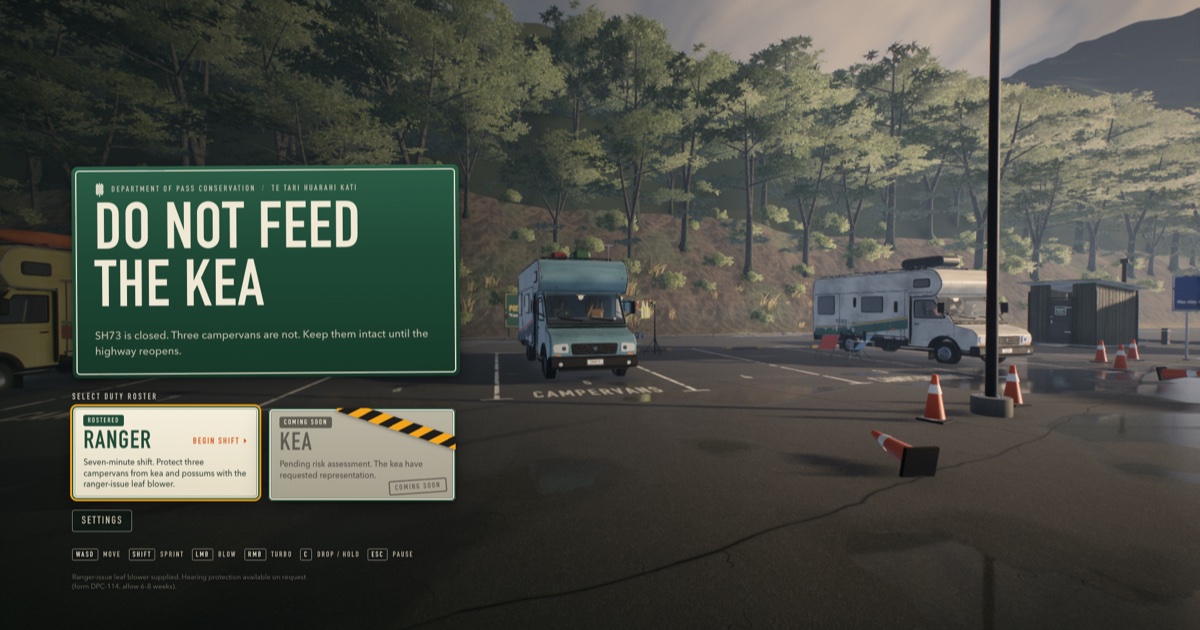 DEPARTMENT OF PASS CONSERVATION / TE TARI HUARAHI KATI
DO NOT FEED
THE KEA
SH73 is closed. Three campervans are not. Keep them intact until the
highway reopens.
SELECT DUTY ROSTER
ROSTERED
RANGER
BEGIN SHIFT
Seven-minute shift. Protect three
campervans from kea and possums with the
ranger-issue leaf blower.
COMING SOON
KEA
Pending risk assessment. The kea have
requested representation.
COMING SOON
SETTINGS
WASD MOVE SHIFT SPRINT LMB BLOW RMB TURBO C DROP / HOLD ESC PAUSE
Ranger-issue leaf blower supplied. Hearing protection available on request
(form DPC-114, allow 6-8 weeks).
CAMPERVANS